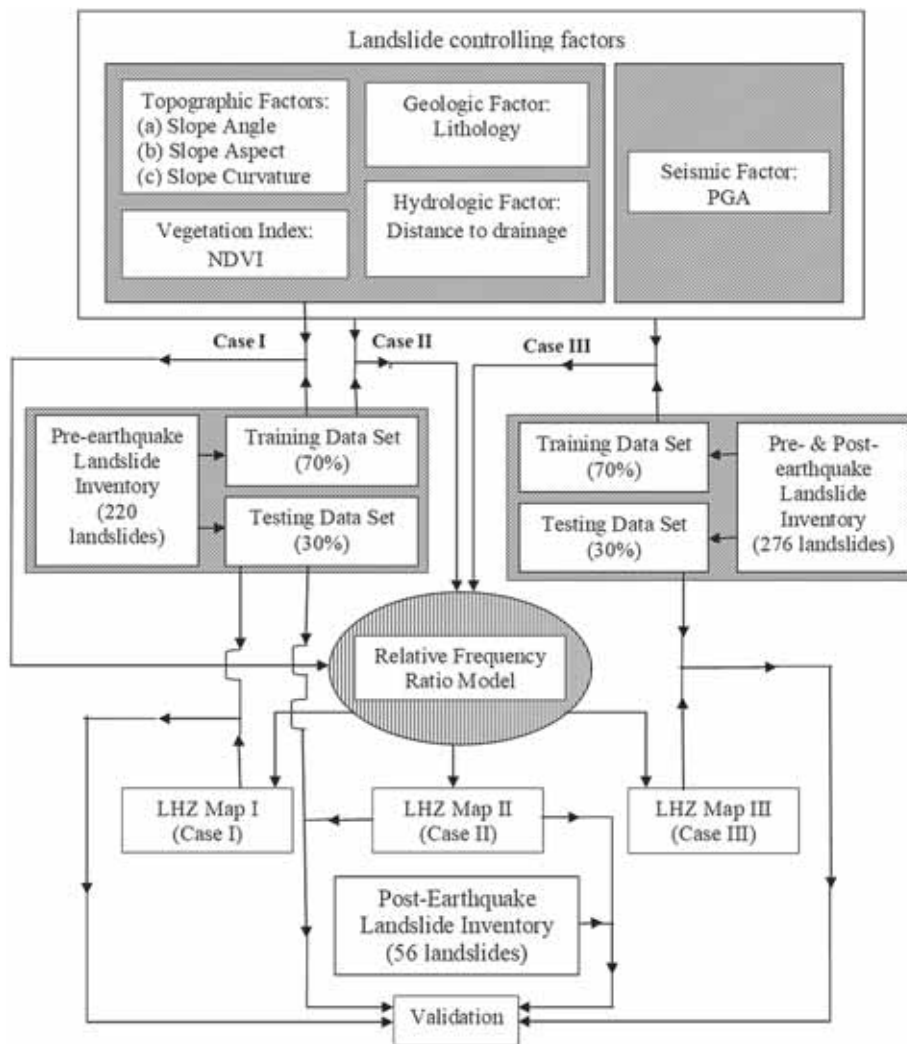 Landslide controlling factors
Topographic Factors:
(a) Slope Angle
(b) Slope Aspect
(c) Slope Curvature
Geologic Factor:
Lithology
Vegetation Index:
NDVI
Hydrologic Factor:
Distance to drainage
Seismic Factor:
PGA
Case I
Case II
Case III
Pre-earthquake
Landslide
Inventory
(220
landslides)
Training Data Set
(70%)
Testing Data Set
(30%)
Training Data Set
(70%)
Testing Data Set
(30%)
Pre- & Post-
earthquake
Landslide
Inventory
(276 landslides)
Relative Frequency
Ratio Model
LHZ Map I
(Case I)
LHZ Map II
(Case II)
LHZ Map III
(Case III)
Post-Earthquake
Landslide Inventory
(56 landslides)
Validation